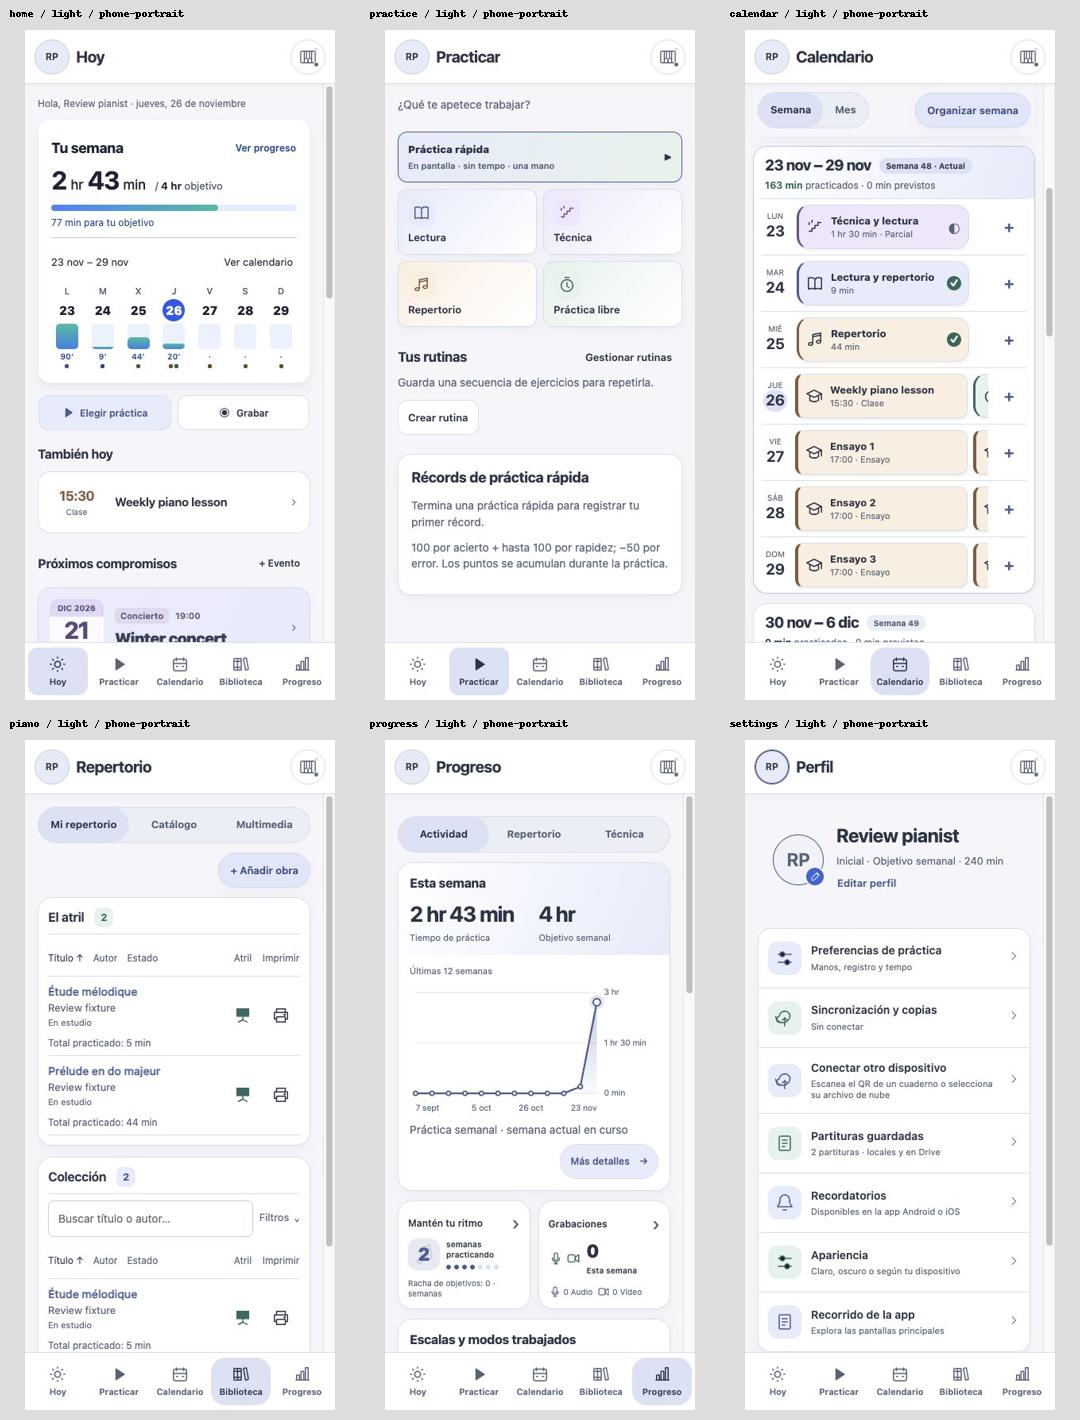 home / light / phone-portrait
RP Hoy
Hola, Review pianist · jueves, 26 de noviembre
Tu semana Ver progreso
2 hr 43 min / 4 hr objetivo
77 min para tu objetivo
23 nov – 29 nov Ver calendario
L M X J V S D
23 24 25 26 27 28 29
90' 9' 44' 20' · · ·
Elegir práctica Grabar
También hoy
15:30
Clase
Weekly piano lesson
Próximos compromisos + Evento
DIC 2026
21
Concierto 19:00
Winter concert
Hoy Practicar Calendario Biblioteca Progreso
practice / light / phone-portrait
RP Practicar
¿Qué te apetece trabajar?
Práctica rápida
En pantalla · sin tempo · una mano
Lectura Técnica
Repertorio Práctica libre
Tus rutinas Gestionar rutinas
Guarda una secuencia de ejercicios para repetirla.
Crear rutina
Récords de práctica rápida
Termina una práctica rápida para registrar tu
primer récord.
100 por acierto + hasta 100 por rapidez; −50 por
error. Los puntos se acumulan durante la práctica.
Hoy Practicar Calendario Biblioteca Progreso
calendar / light / phone-portrait
RP Calendario
Semana Mes Organizar semana
23 nov – 29 nov Semana 48 · Actual
163 min practicados · 0 min previstos
LUN
23
Técnica y lectura
1 hr 30 min · Parcial
+
MAR
24
Lectura y repertorio
9 min
+
MIÉ
25
Repertorio
44 min
+
JUE
26
Weekly piano lesson
15:30 · Clase
+
VIE
27
Ensayo 1
17:00 · Ensayo
+
SÁB
28
Ensayo 2
17:00 · Ensayo
+
DOM
29
Ensayo 3
17:00 · Ensayo
+
30 nov – 6 dic Semana 49
0 min practicados · 0 min previstos
Hoy Practicar Calendario Biblioteca Progreso
piano / light / phone-portrait
RP Repertorio
Mi repertorio Catálogo Multimedia
+ Añadir obra
El atril 2
Título ↑ Autor Estado Atril Imprimir
Étude mélodique
Review fixture
En estudio
Total practicado: 5 min
Prélude en do majeur
Review fixture
En estudio
Total practicado: 44 min
Colección 2
Buscar título o autor... Filtros
Título ↑ Autor Estado Atril Imprimir
Étude mélodique
Review fixture
En estudio
Total practicado: 5 min
Hoy Practicar Calendario Biblioteca Progreso
progress / light / phone-portrait
RP Progreso
Actividad Repertorio Técnica
Esta semana
2 hr 43 min 4 hr
Tiempo de práctica Objetivo semanal
Últimas 12 semanas
3 hr
1 hr 30 min
0 min
7 sept 5 oct 26 oct 23 nov
Práctica semanal · semana actual en curso
Más detalles →
Mantén tu ritmo
2 semanas
practicando
Racha de objetivos: 0 ·
semanas
Grabaciones
0
Esta semana
0 Audio 0 Vídeo
Escalas y modos trabajados
Hoy Practicar Calendario Biblioteca Progreso
settings / light / phone-portrait
RP Perfil
RP
Review pianist
Inicial · Objetivo semanal · 240 min
Editar perfil
Preferencias de práctica
Manos, registro y tempo
Sincronización y copias
Sin conectar
Conectar otro dispositivo
Escanea el QR de un cuaderno o selecciona
su archivo de nube
Partituras guardadas
2 partituras · locales y en Drive
Recordatorios
Disponibles en la app Android o iOS
Apariencia
Claro, oscuro o según tu dispositivo
Recorrido de la app
Explora las pantallas principales
Hoy Practicar Calendario Biblioteca Progreso